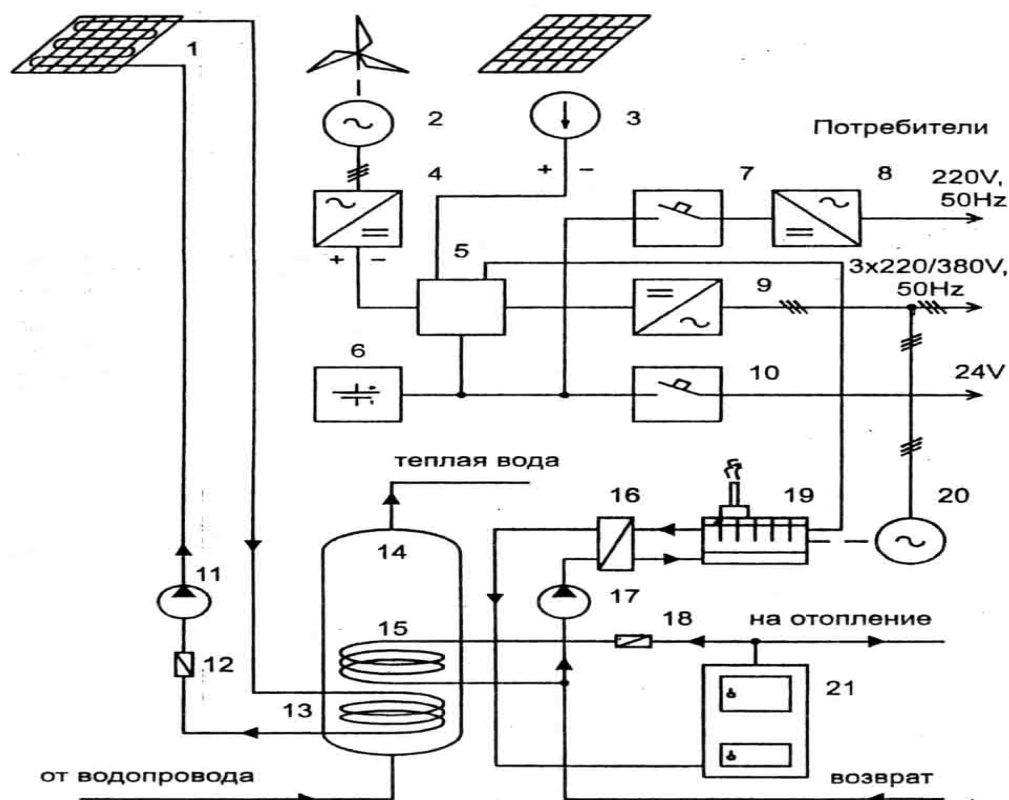 1
2
3
Потребители
+ −
4
7
8
220V,
50Hz
+ −
5
9
3x220/380V,
50Hz
6
10
24V
теплая вода
16
19
20
14
11
17
15
18
на отопление
12
13
21
от водопровода
возврат